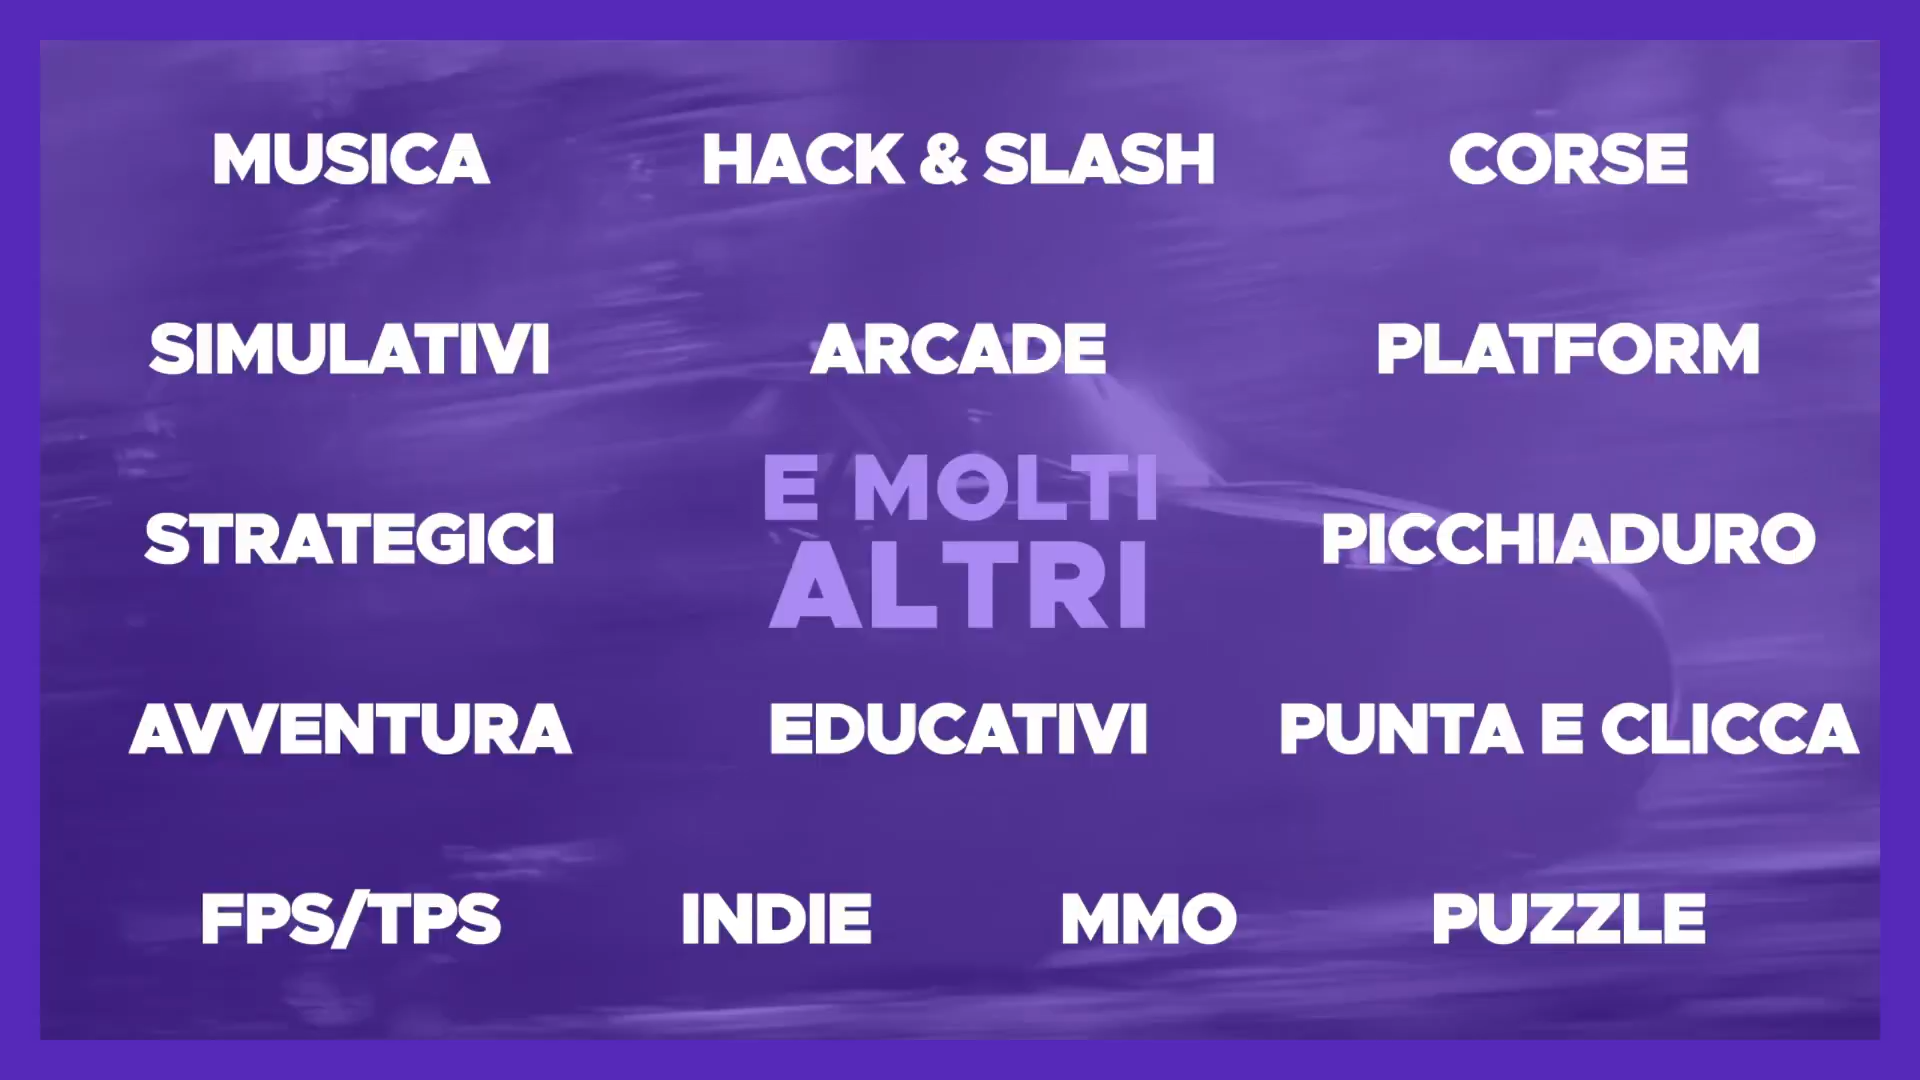 MUSICA
HACK & SLASH
CORSE
SIMULATIVI
ARCADE
PLATFORM
STRATEGICI
E MOLTI
ALTRI
PICCHIADURO
AVVENTURA
EDUCATIVI
PUNTA E CLICCA
FPS/TPS
INDIE
MMO
PUZZLE